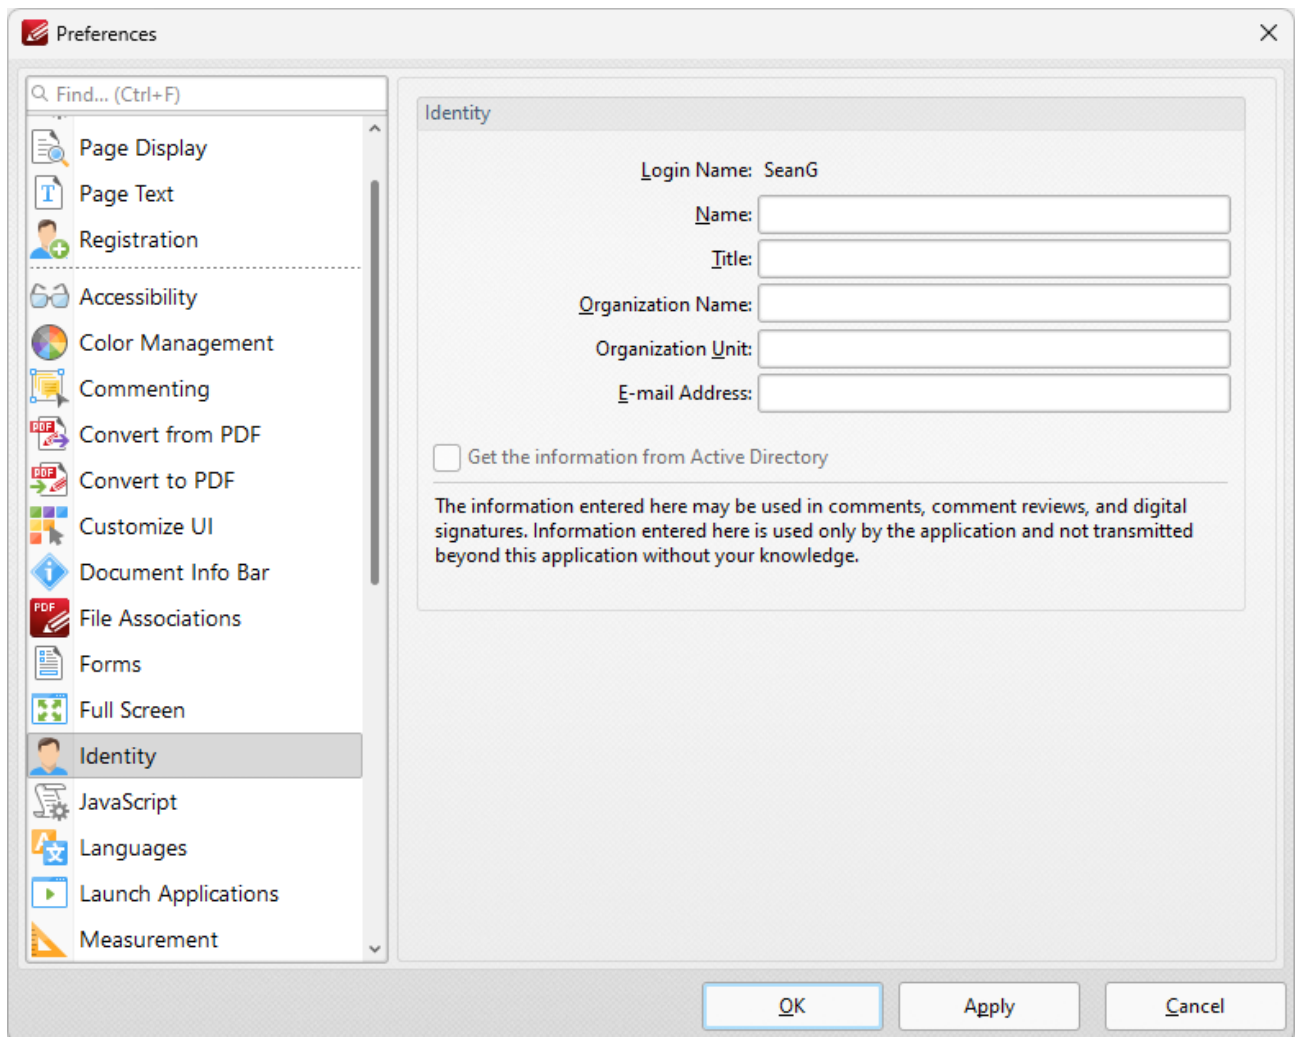 Preferences
Find... (Ctrl+F)
Page Display
Page Text
Registration
Accessibility
Color Management
Commenting
Convert from PDF
Convert to PDF
Customize UI
Document Info Bar
File Associations
Forms
Full Screen
Identity
JavaScript
Languages
Launch Applications
Measurement
Identity
Login Name: SeanG
Name:
Title:
Organization Name:
Organization Unit:
E-mail Address:
Get the information from Active Directory
The information entered here may be used in comments, comment reviews, and digital
signatures. Information entered here is used only by the application and not transmitted
beyond this application without your knowledge.
OK Apply Cancel